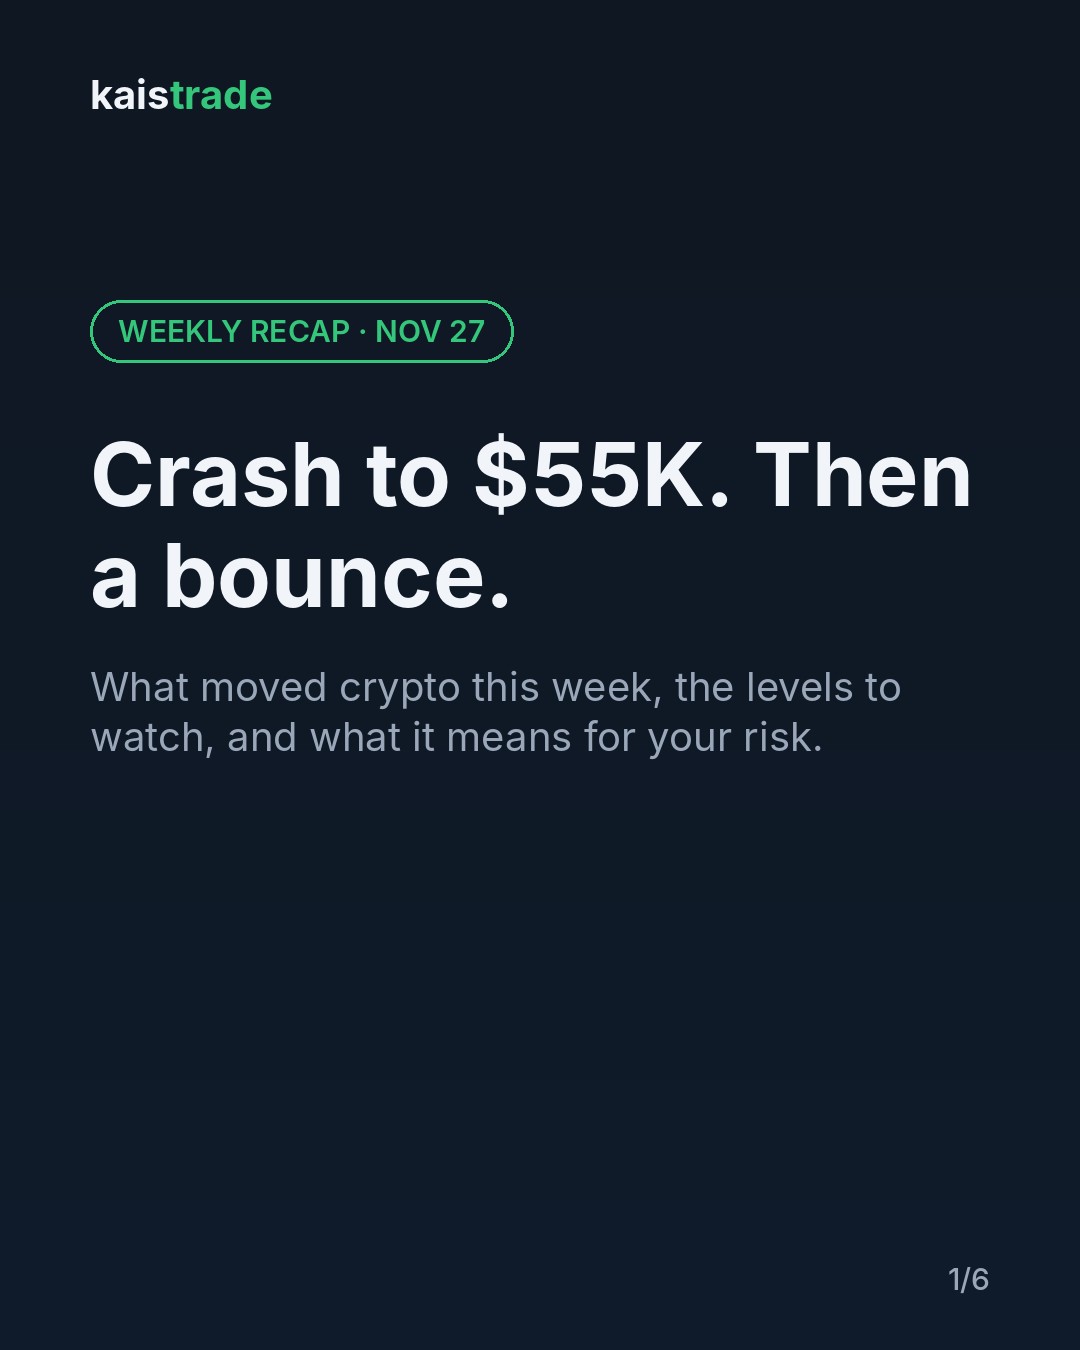 kaistrade
WEEKLY RECAP · NOV 27
Crash to $55K. Then
a bounce.
What moved crypto this week, the levels to
watch, and what it means for your risk.
1/6